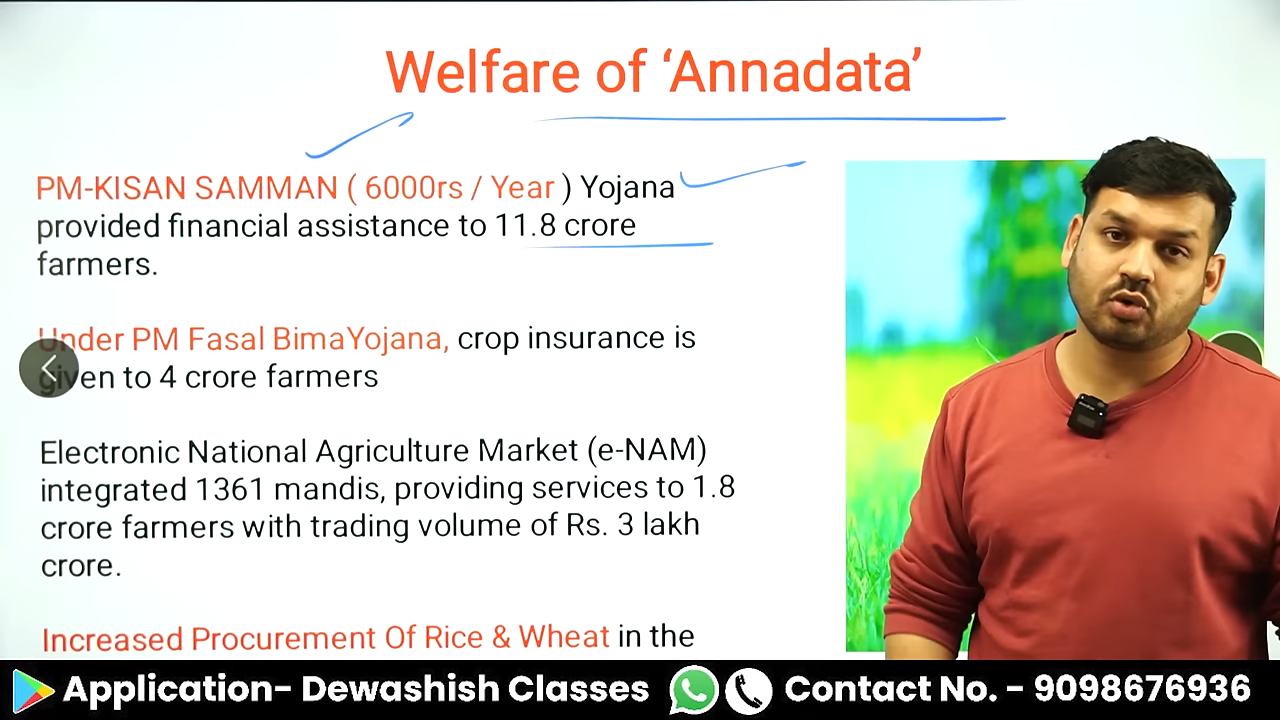 Welfare of ‘Annadata’
PM-KISAN SAMMAN ( 6000rs / Year ) Yojana
provided financial assistance to 11.8 crore
farmers.
Under PM Fasal BimaYojana, crop insurance is
given to 4 crore farmers
Electronic National Agriculture Market (e-NAM)
integrated 1361 mandis, providing services to 1.8
crore farmers with trading volume of Rs. 3 lakh
crore.
Increased Procurement Of Rice & Wheat in the
Application- Dewashish Classes Contact No. - 9098676936